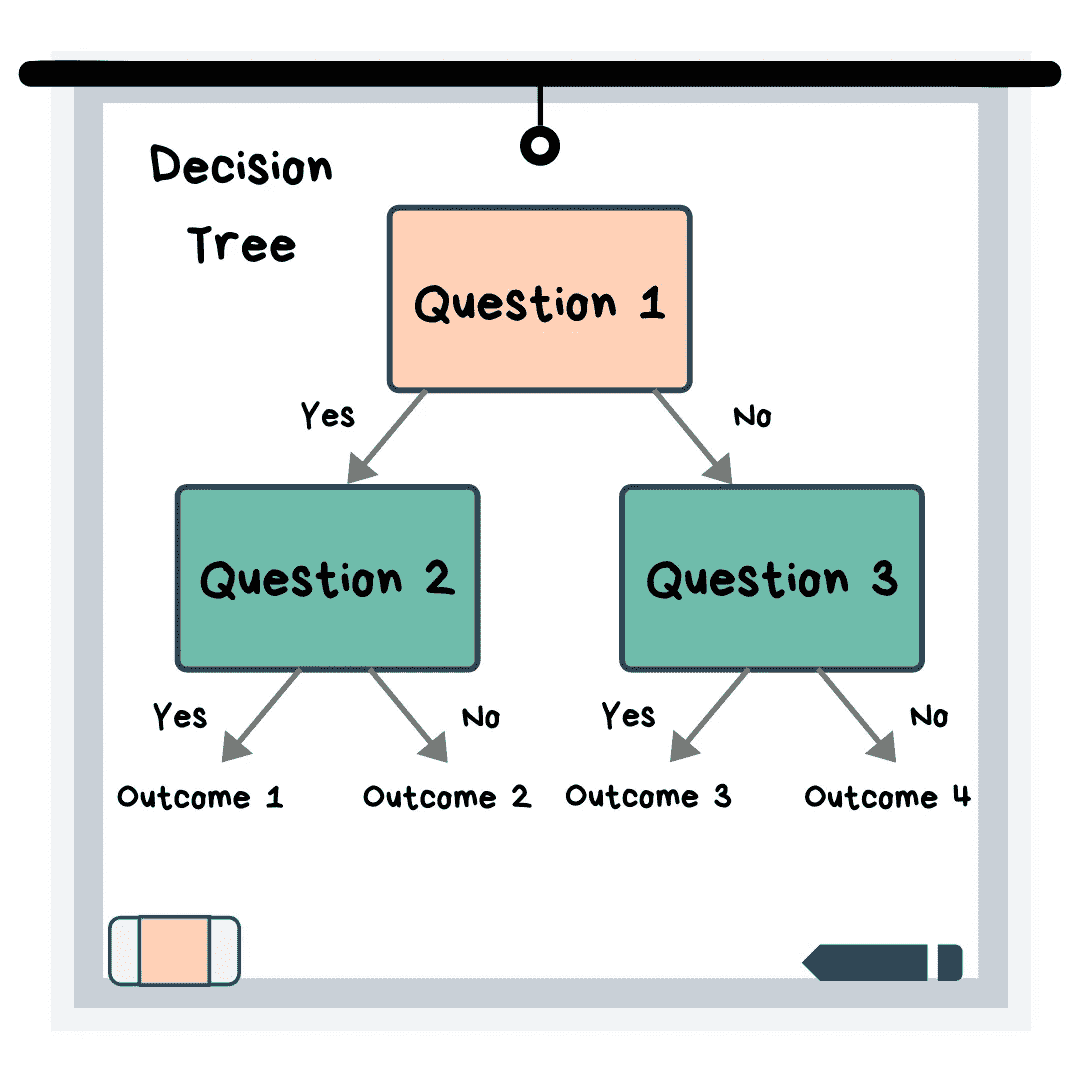 Decision
Tree
Question 1
Yes
No
Question 2
Question 3
Yes
No
Yes
No
Outcome 1
Outcome 2
Outcome 3
Outcome 4